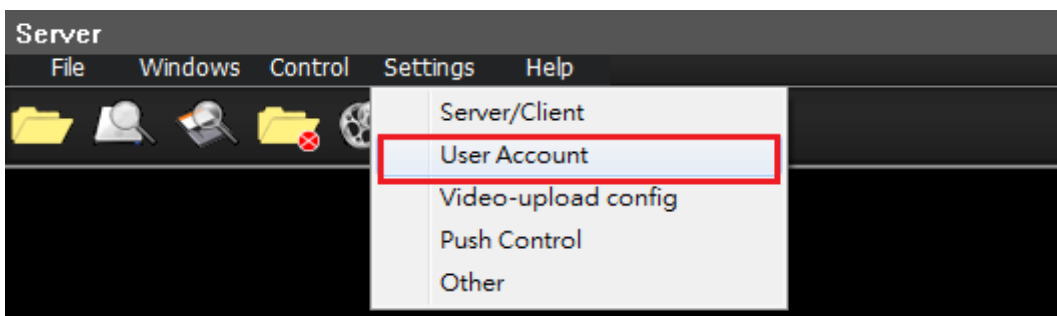 Server
File Windows Control Settings Help
Server/Client
User Account
Video-upload config
Push Control
Other